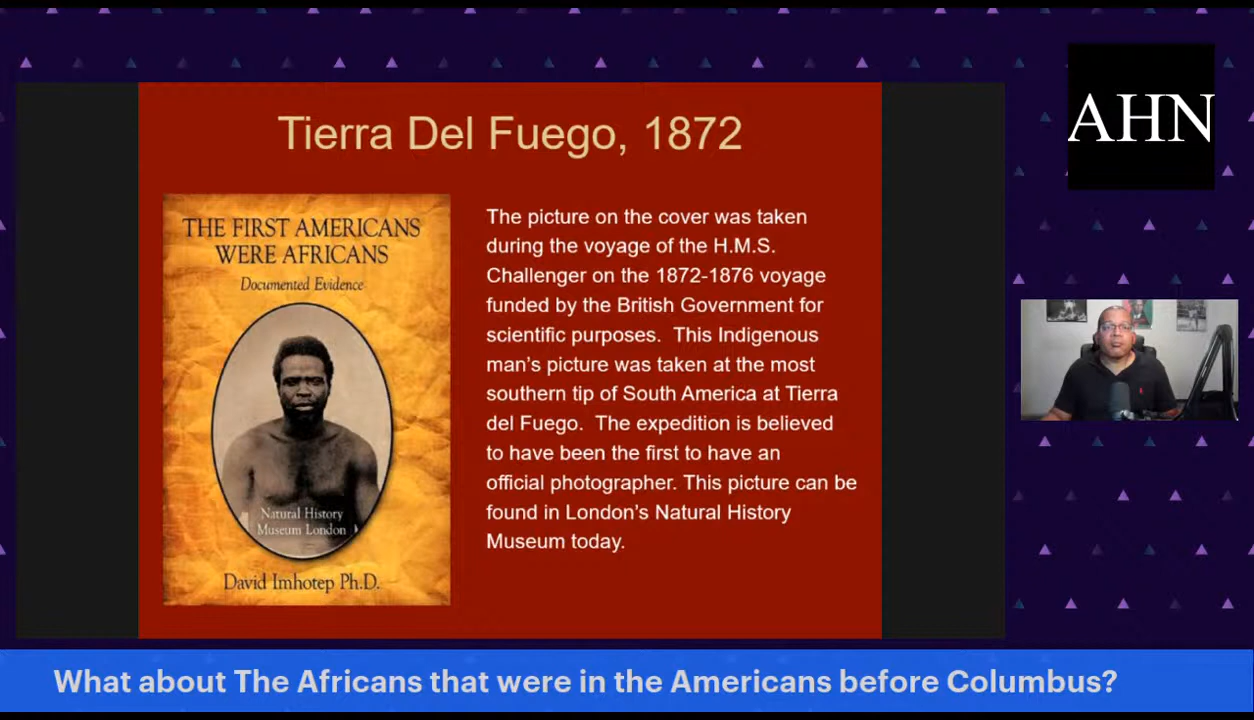 Tierra Del Fuego, 1872
AHN
THE FIRST AMERICANS
WERE AFRICANS
Documented Evidence
Natural History
Museum London
David Imhotep Ph.D.
The picture on the cover was taken
during the voyage of the H.M.S.
Challenger on the 1872-1876 voyage
funded by the British Government for
scientific purposes.  This Indigenous
man's picture was taken at the most
southern tip of South America at Tierra
del Fuego.  The expedition is believed
to have been the first to have an
official photographer. This picture can be
found in London's Natural History
Museum today.
What about The Africans that were in the Americans before Columbus?